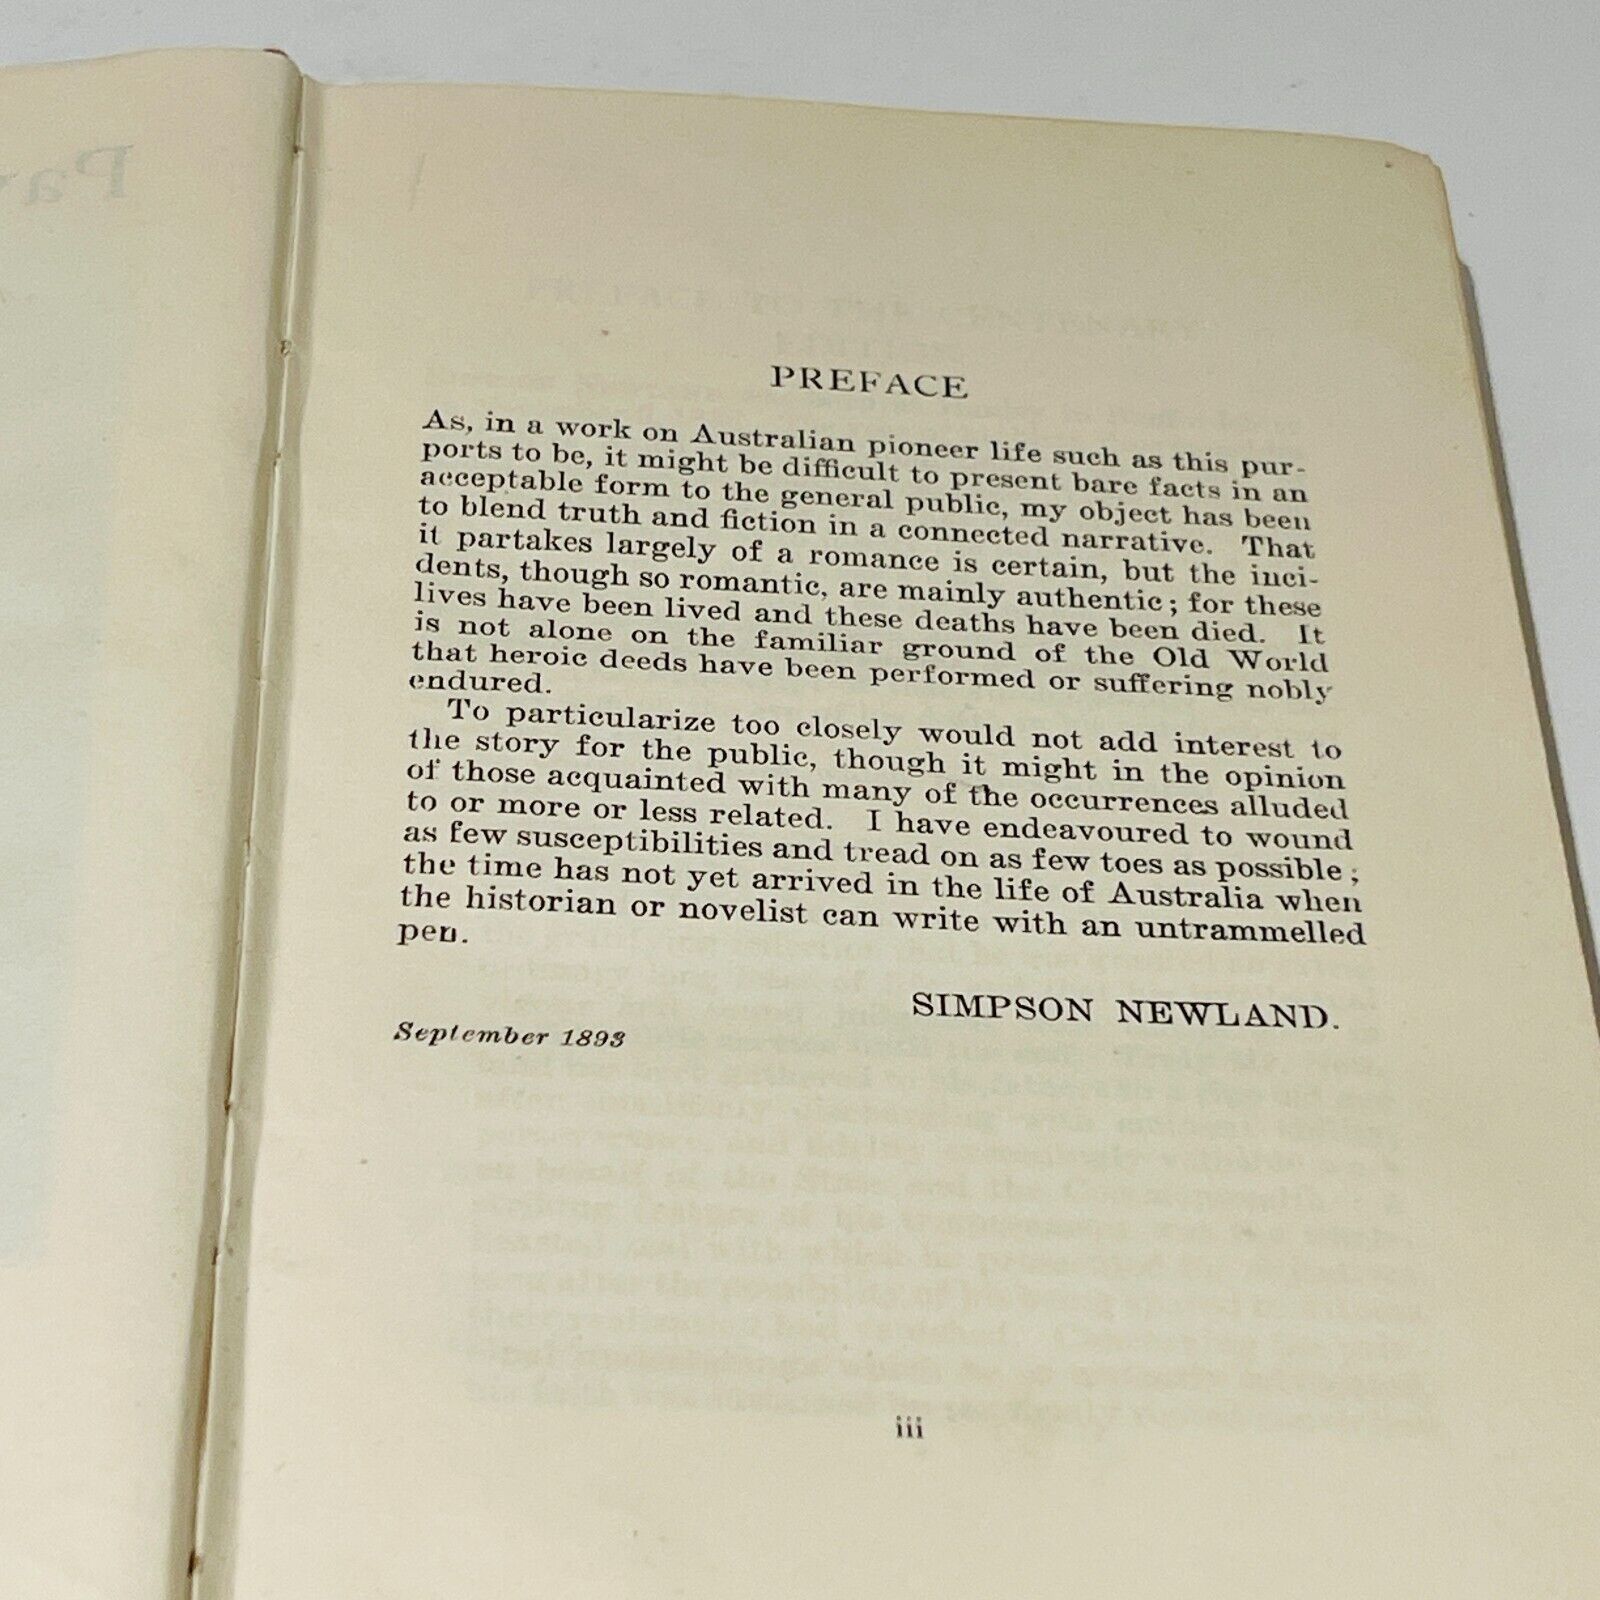 PREFACE
As, in a work on Australian pioneer life such as this pur-
ports to be, it might be difficult to present bare facts in an
acceptable form to the general public, my object has been
to blend truth and fiction in a connected narrative. That
it partakes largely of a romance is certain, but the inci-
dents, though so romantic, are mainly authentic; for these
lives have been lived and these deaths have been died. It
is not alone on the familiar ground of the Old World
that heroic deeds have been performed or suffering nobly
endured.
To particularize too closely would not add interest to
the story for the public, though it might in the opinion
of those acquainted with many of the occurrences alluded
to or more or less related. I have endeavoured to wound
as few susceptibilities and tread on as few toes as possible;
the time has not yet arrived in the life of Australia when
the historian or novelist can write with an untrammelled
pen.
SIMPSON NEWLAND.
September 1893
iii